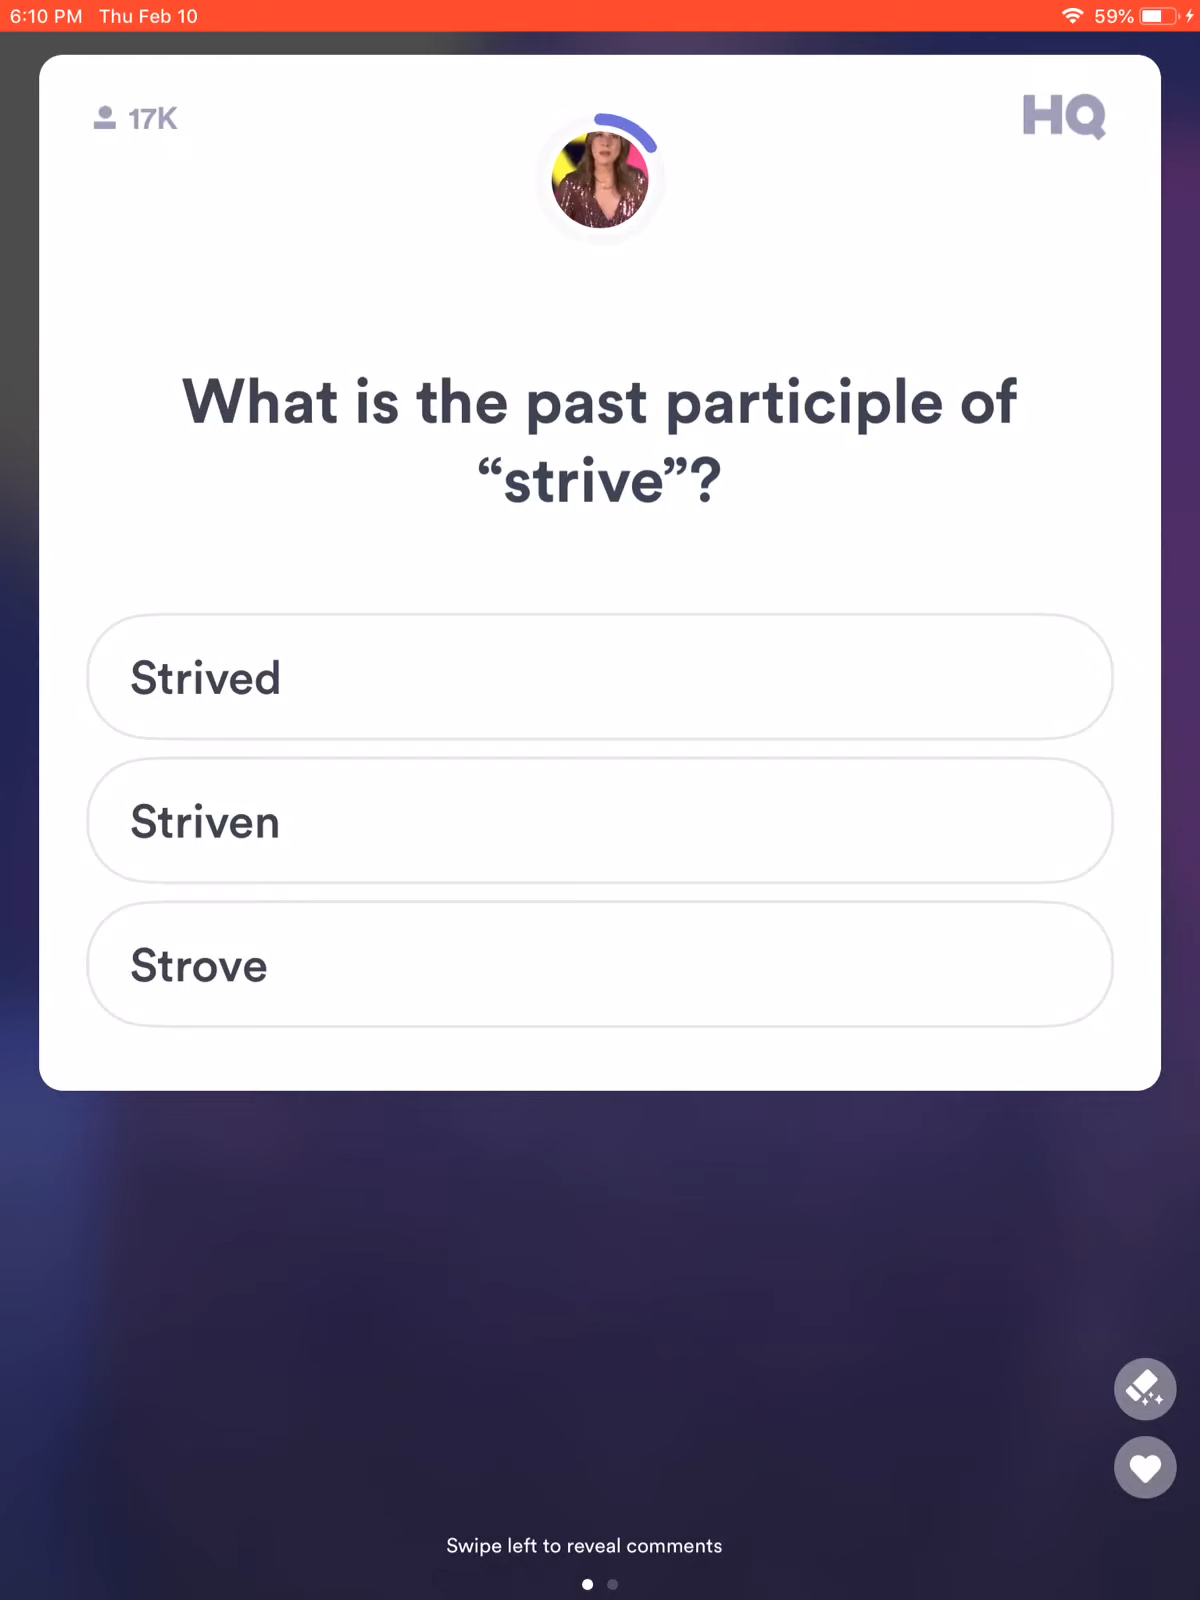 6:10 PM Thu Feb 10
59%
17K
HQ
What is the past participle of
“strive”?
Strived
Striven
Strove
Swipe left to reveal comments